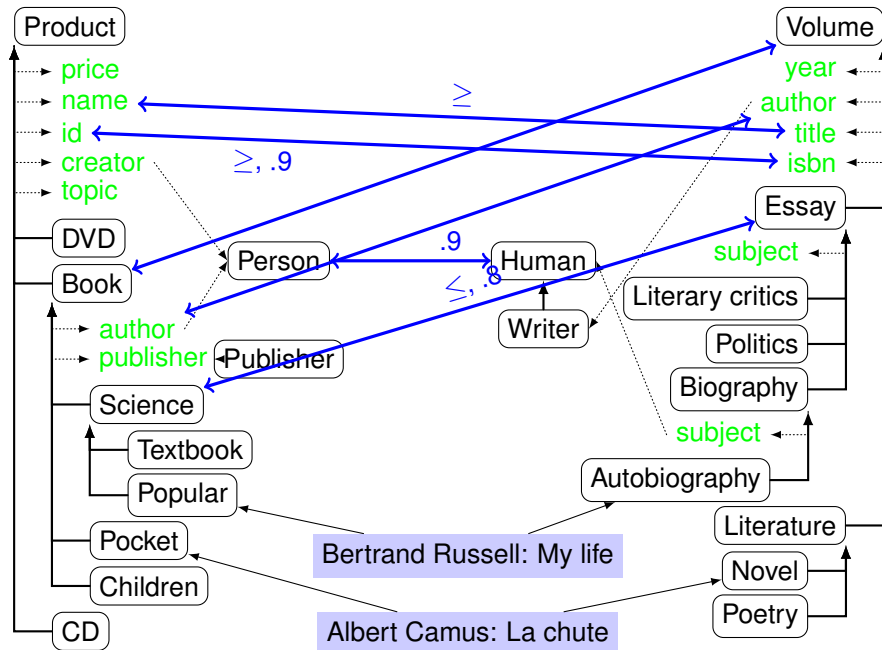 Product
Volume
price
year
name
≥
author
id
title
creator
≥, .9
isbn
topic
Essay
DVD
.9
subject
Person
Human
Book
≤, .8
Literary critics
author
Writer
publisher
Publisher
Politics
Biography
Science
subject
Textbook
Autobiography
Popular
Literature
Pocket
Bertrand Russell: My life
Novel
Children
Poetry
CD
Albert Camus: La chute